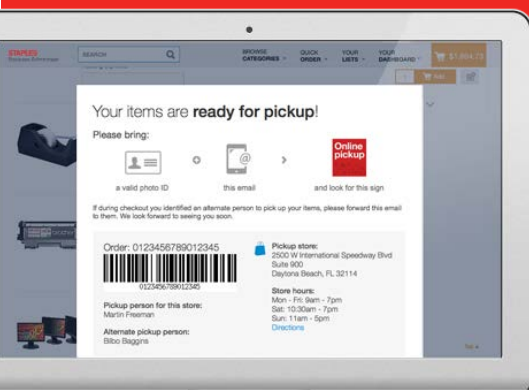 STAPLES
SEARCH
BROWSE CATEGORIES
QUICK ORDER
YOUR LISTS
YOUR DASHBOARD
Add
Your items are ready for pickup!
Please bring:
Online pickup
@
a valid photo ID
this email
and look for this sign
If during checkout you identified an alternate person to pick up your items, please forward this email
to them. We look forward to seeing you soon.
Order: 0123456789012345
0123456789012345
Pickup person for this store:
Martin Freeman
Alternate pickup person:
Bilbo Baggins
Pickup store:
2500 W International Speedway Blvd
Suite 900
Daytona Beach, FL 32114
Store hours:
Mon - Fri: 9am - 7pm
Sat: 10:30am - 7pm
Sun: 11am - 5pm
Directions